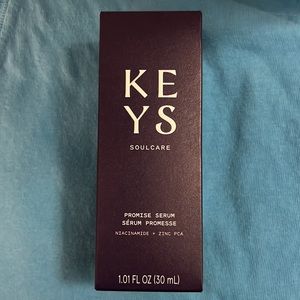 KE
YS
SOULCARE
PROMISE SERUM
SÉRUM PROMESSE
NIACINAMIDE + ZINC PCA
1.01 FL OZ (30 mL)